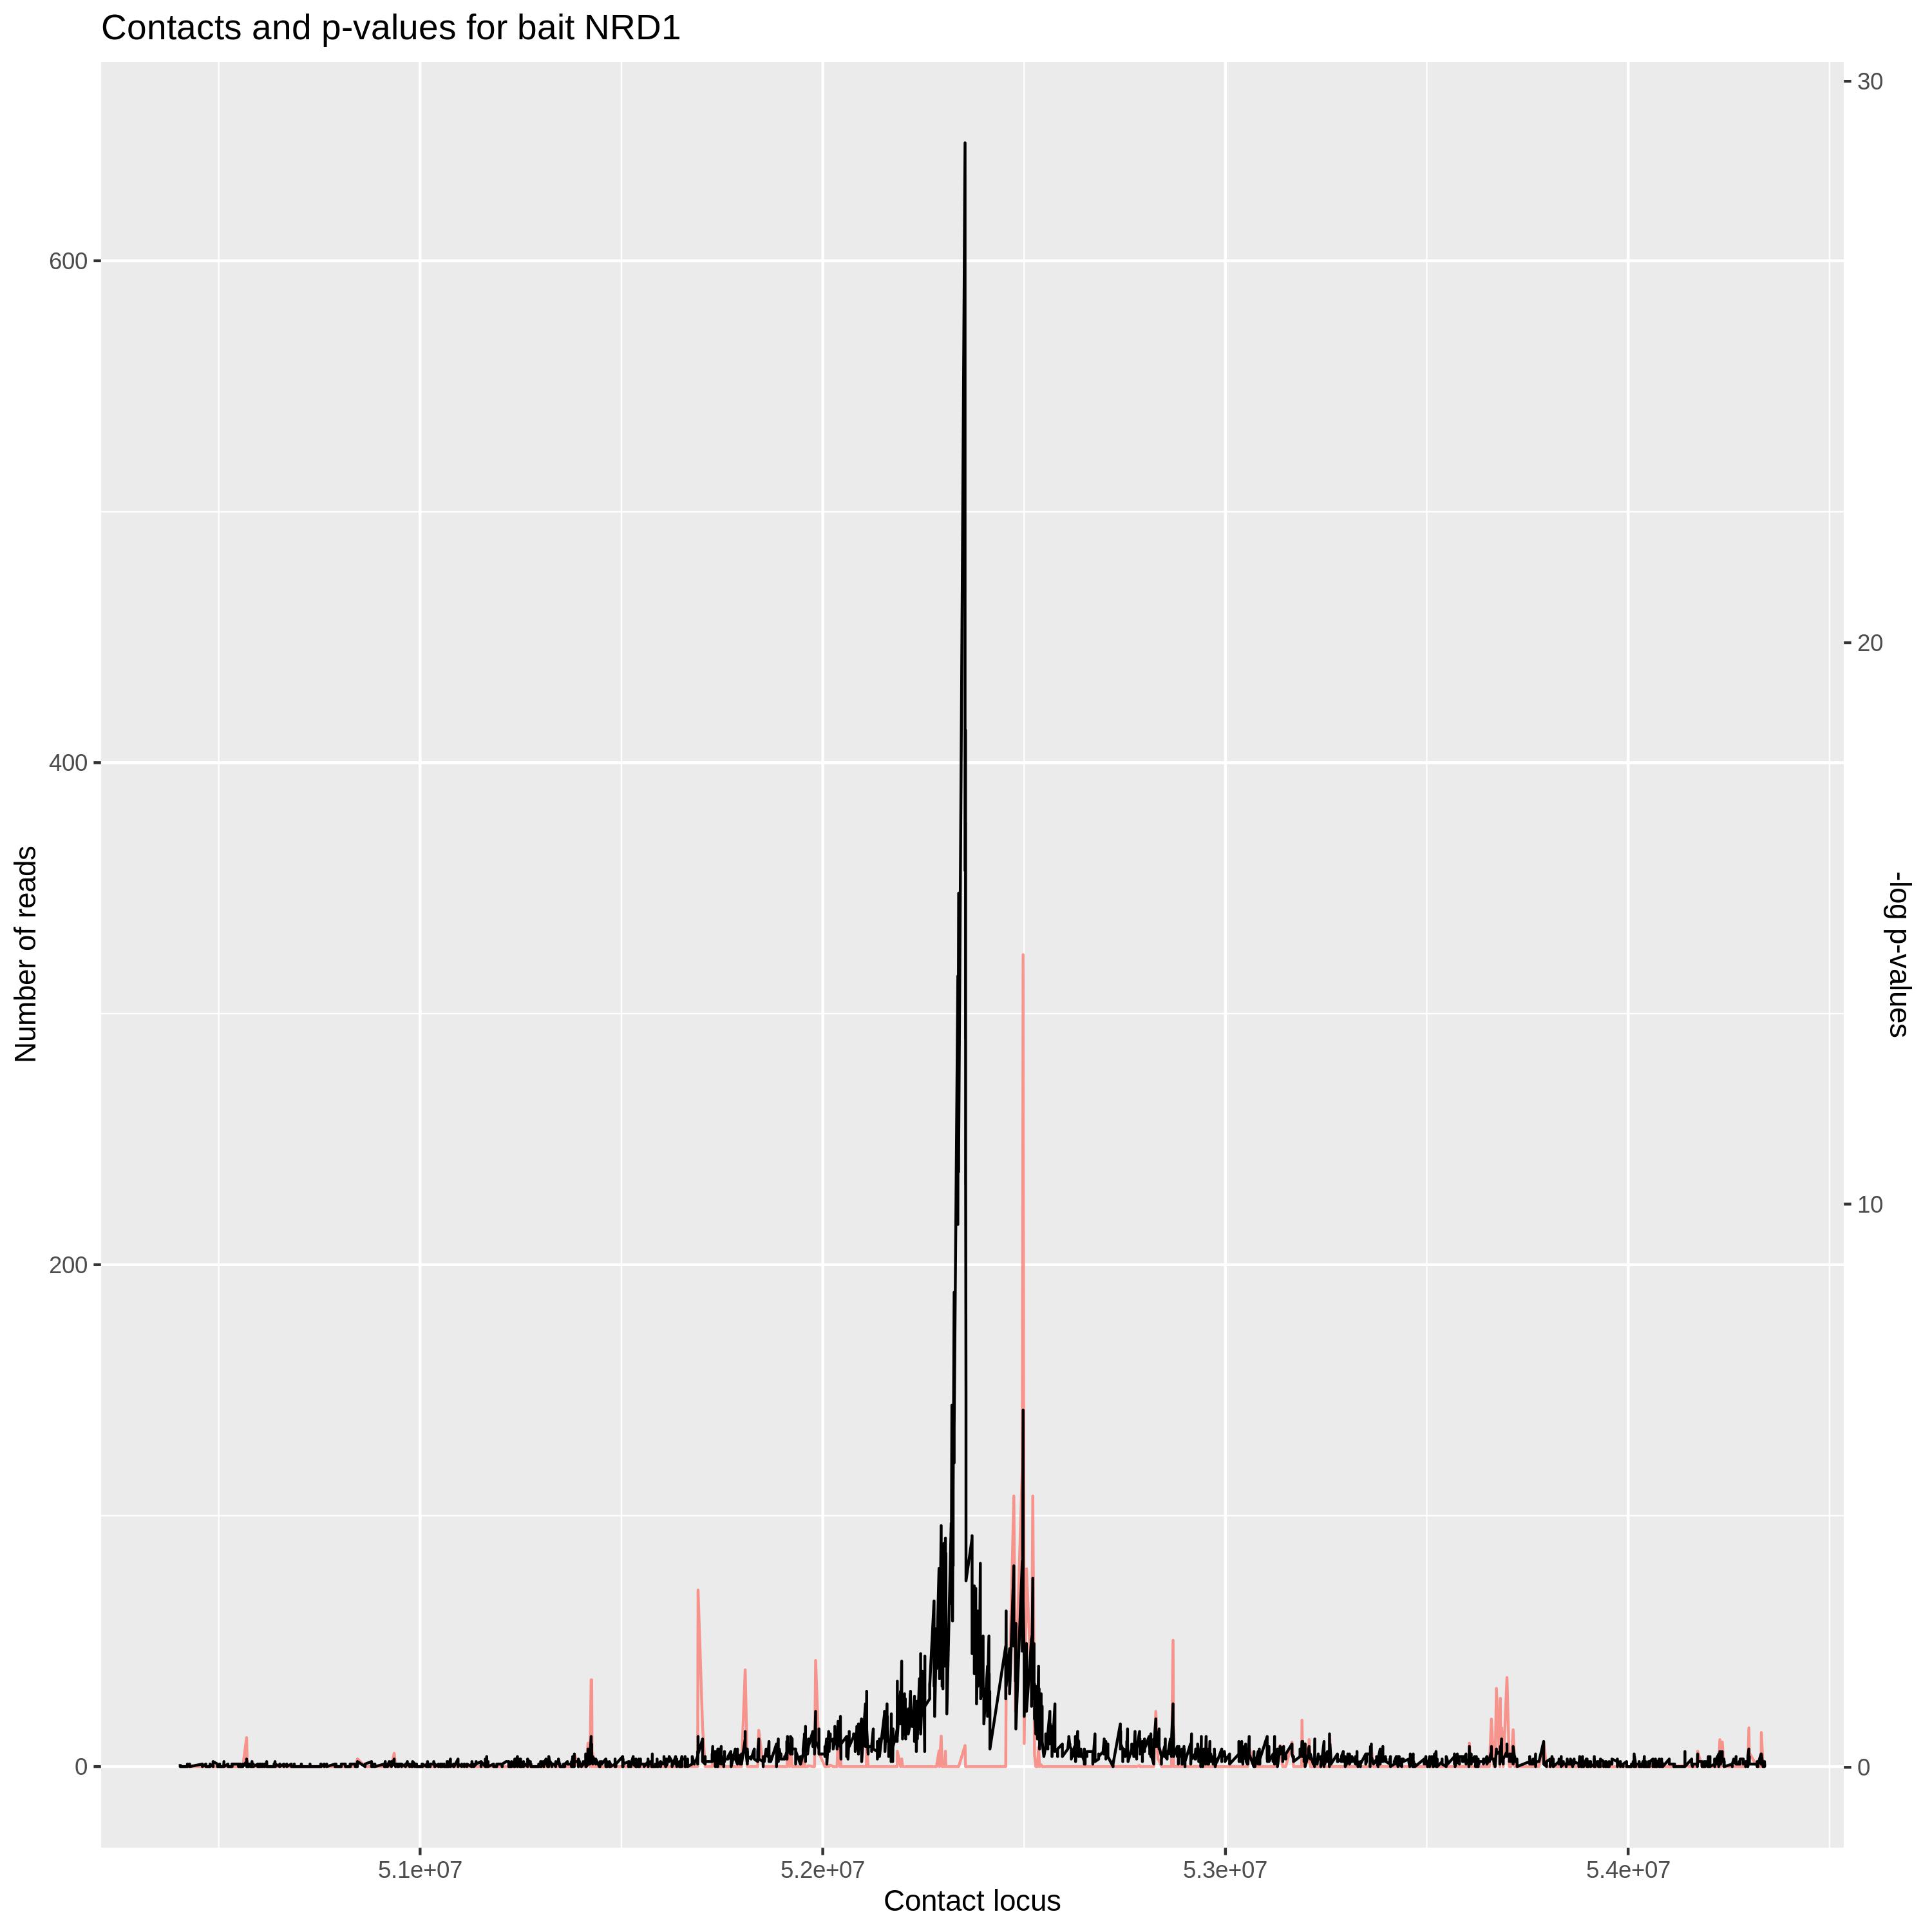 Contacts and p-values for bait NRD1
Number of reads
600
400
200
0
30
20
10
0
-log p-values
5.1e+07
5.2e+07
5.3e+07
5.4e+07
Contact locus